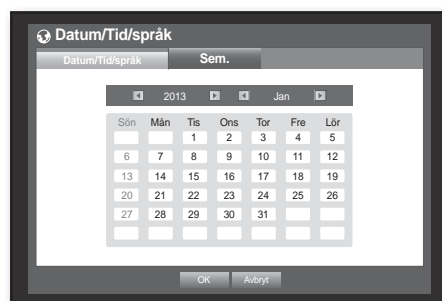 Datum/Tid/språk
Datum/Tid/språk Sem.
2013 Jan
Sön Mån Tis Ons Tor Fre Lör
1 2 3 4 5
6 7 8 9 10 11 12
13 14 15 16 17 18 19
20 21 22 23 24 25 26
27 28 29 30 31
OK Avbryt